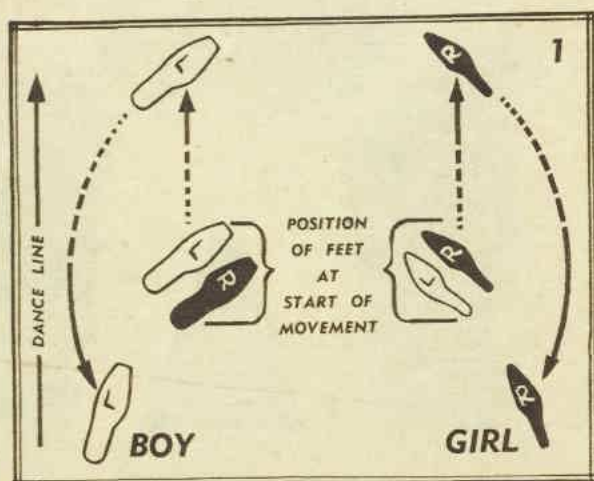 1
L
R
L
R
R
L
POSITION
OF FEET
AT
START OF
MOVEMENT
DANCE LINE
L
BOY
R
GIRL